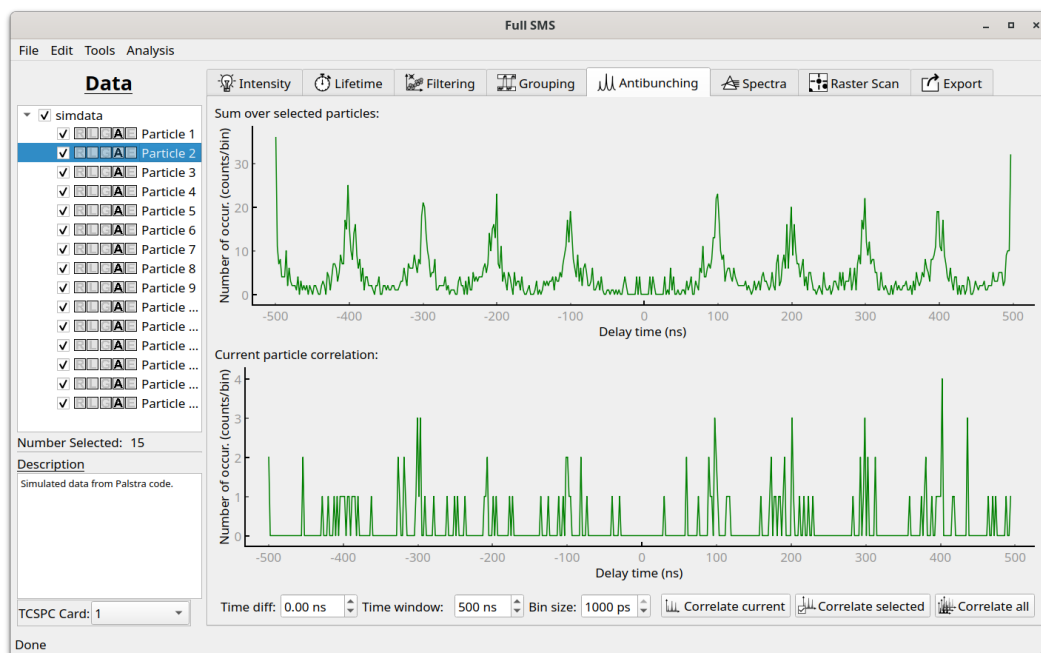 Full SMS
File Edit Tools Analysis
Data
simdata
R L G A E Particle 1
R L G A E Particle 2
R L G A E Particle 3
R L G A E Particle 4
R L G A E Particle 5
R L G A E Particle 6
R L G A E Particle 7
R L G A E Particle 8
R L G A E Particle 9
R L G A E Particle ...
R L G A E Particle ...
R L G A E Particle ...
R L G A E Particle ...
R L G A E Particle ...
R L G A E Particle ...
Number Selected: 15
Description
Simulated data from Palstra code.
TCSPC Card: 1
Done
Intensity Lifetime Filtering Grouping Antibunching Spectra Raster Scan Export
Sum over selected particles:
Number of occur. (counts/bin)
30
20
10
0
-500 -400 -300 -200 -100 0 100 200 300 400 500
Delay time (ns)
Current particle correlation:
Number of occur. (counts/bin)
4
3
2
1
0
-500 -400 -300 -200 -100 0 100 200 300 400 500
Delay time (ns)
Time diff: 0.00 ns Time window: 500 ns Bin size: 1000 ps Correlate current Correlate selected Correlate all